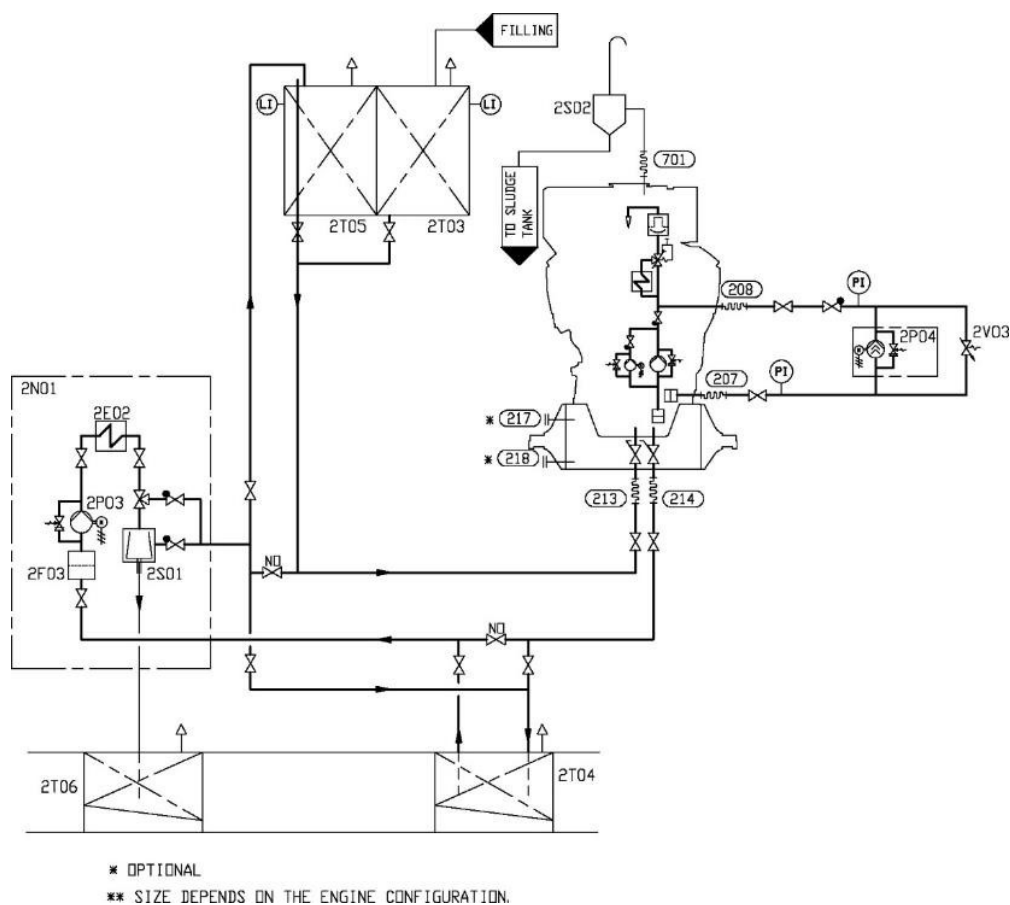 FILLING
LI
LI
2S02
701
TO SLUDGE
TANK
2T05
2T03
208
PI
2P04
2V03
PI
207
2N01
2E02
* 217
* 218
213
214
2P03
2F03
2S01
NO
NO
2T06
2T04
* OPTIONAL
** SIZE DEPENDS ON THE ENGINE CONFIGURATION.